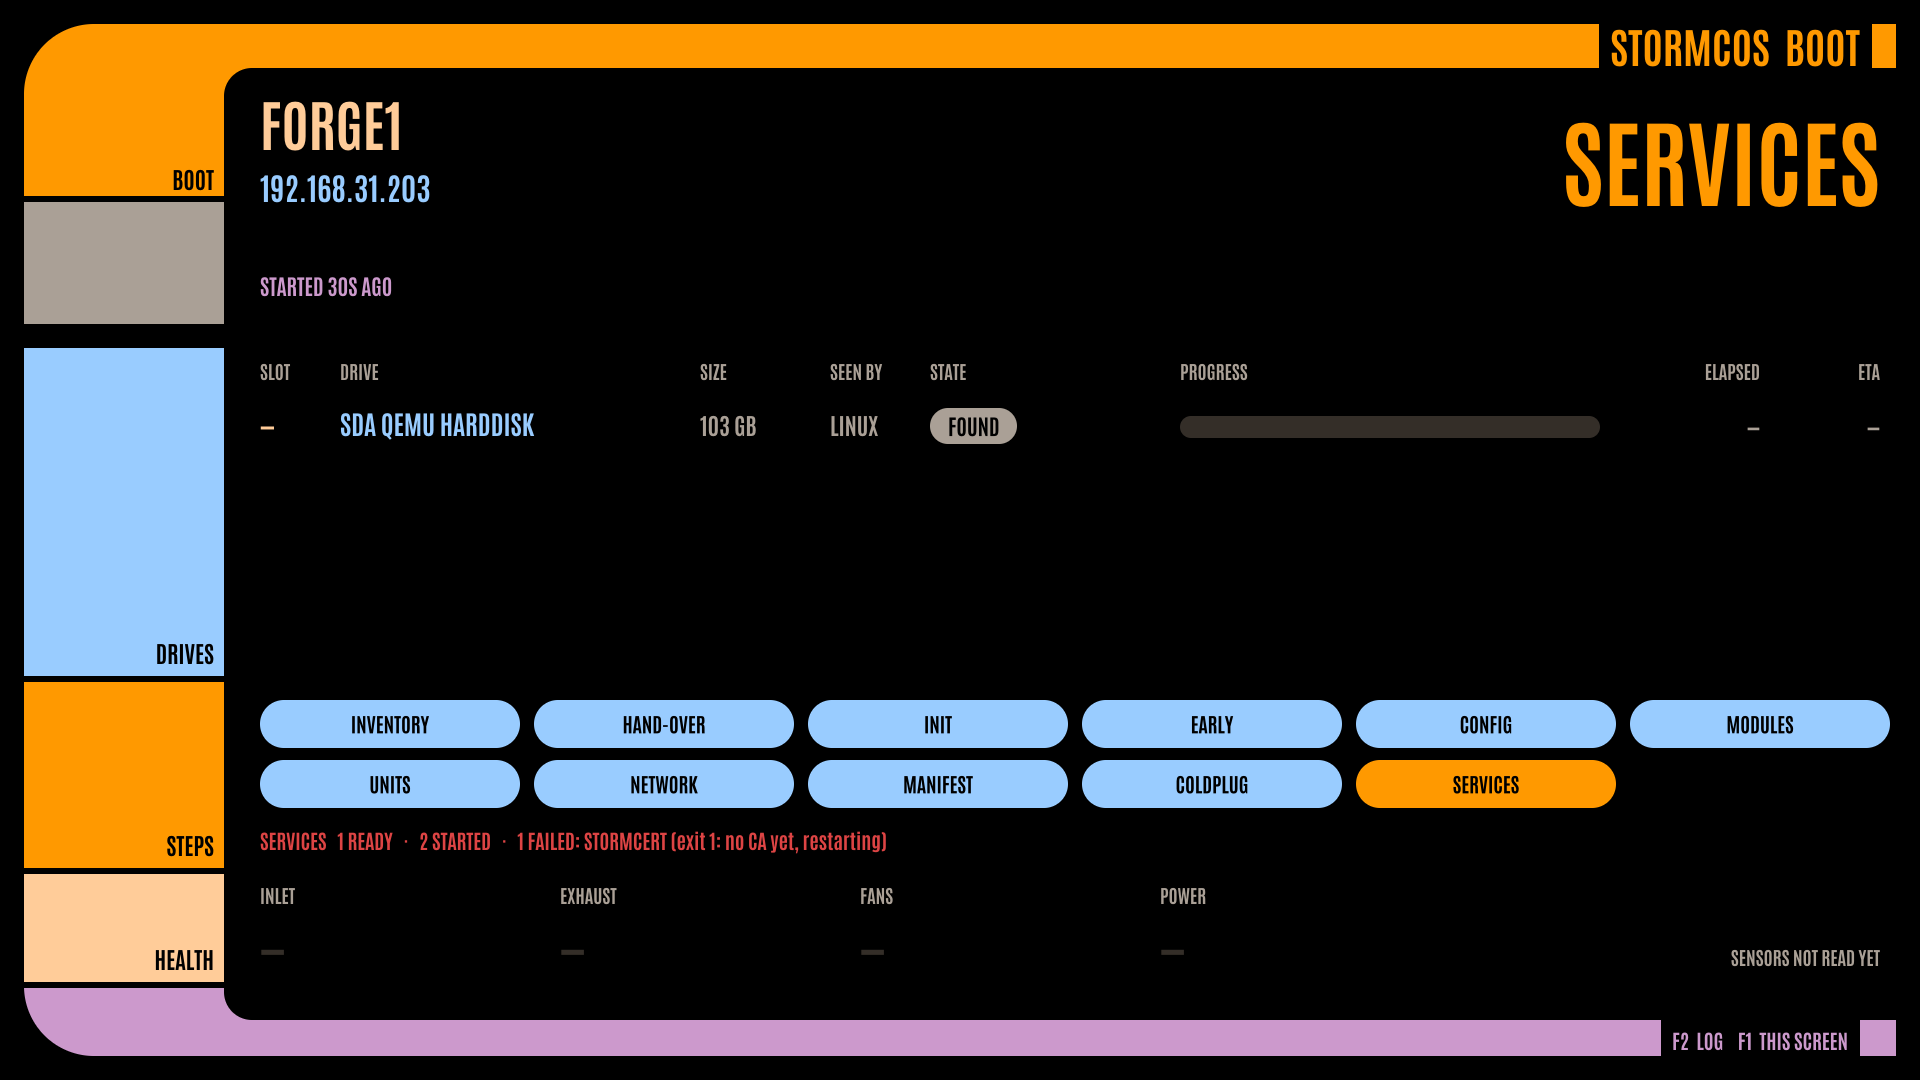 STORMCOS BOOT
FORGE1
SERVICES
BOOT
192.168.31.203
STARTED 30S AGO
SLOT DRIVE SIZE SEEN BY STATE PROGRESS ELAPSED ETA
– SDA QEMU HARDDISK 103 GB LINUX FOUND – –
DRIVES
INVENTORY HAND-OVER INIT EARLY CONFIG MODULES
UNITS NETWORK MANIFEST COLDPLUG SERVICES
STEPS
SERVICES 1 READY · 2 STARTED · 1 FAILED: STORMCERT (exit 1: no CA yet, restarting)
INLET EXHAUST FANS POWER
HEALTH
– – – – SENSORS NOT READ YET
F2 LOG F1 THIS SCREEN